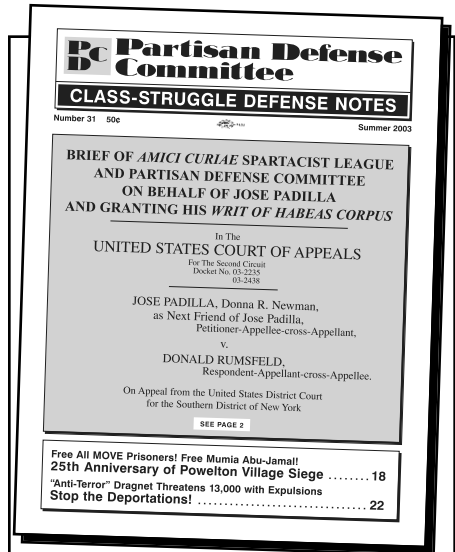 PDC Partisan Defense
Committee
CLASS-STRUGGLE DEFENSE NOTES
Number 31 50¢
Summer 2003
BRIEF OF AMICI CURIAE SPARTACIST LEAGUE
AND PARTISAN DEFENSE COMMITTEE
ON BEHALF OF JOSE PADILLA
AND GRANTING HIS WRIT OF HABEAS CORPUS
In The
UNITED STATES COURT OF APPEALS
For The Second Circuit
Docket No. 03-2235
03-2438
JOSE PADILLA, Donna R. Newman,
as Next Friend of Jose Padilla,
Petitioner-Appellee-cross-Appellant,
v.
DONALD RUMSFELD,
Respondent-Appellant-cross-Appellee.
On Appeal from the United States District Court
for the Southern District of New York
SEE PAGE 2
Free All MOVE Prisoners! Free Mumia Abu-Jamal!
25th Anniversary of Powelton Village Siege ........ 18
"Anti-Terror" Dragnet Threatens 13,000 with Expulsions
Stop the Deportations! ................................ 22